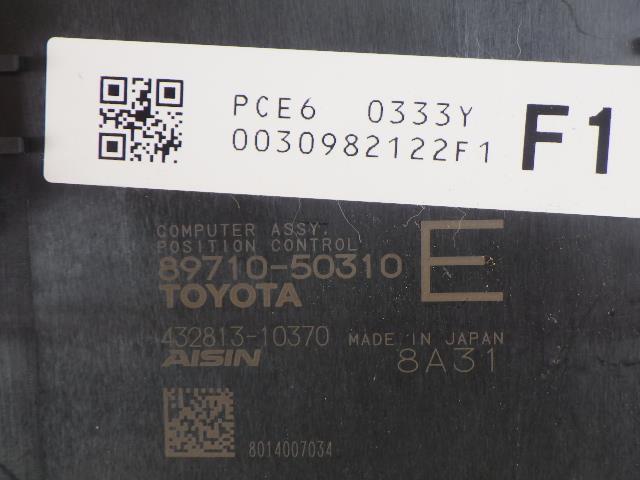 PCE6 0333Y
0030982122F1
F1
COMPUTER ASSY.
POSITION CONTROL
89710-50310
E
TOYOTA
432813-10370 MADE IN JAPAN
AISIN 8A31
8014007034